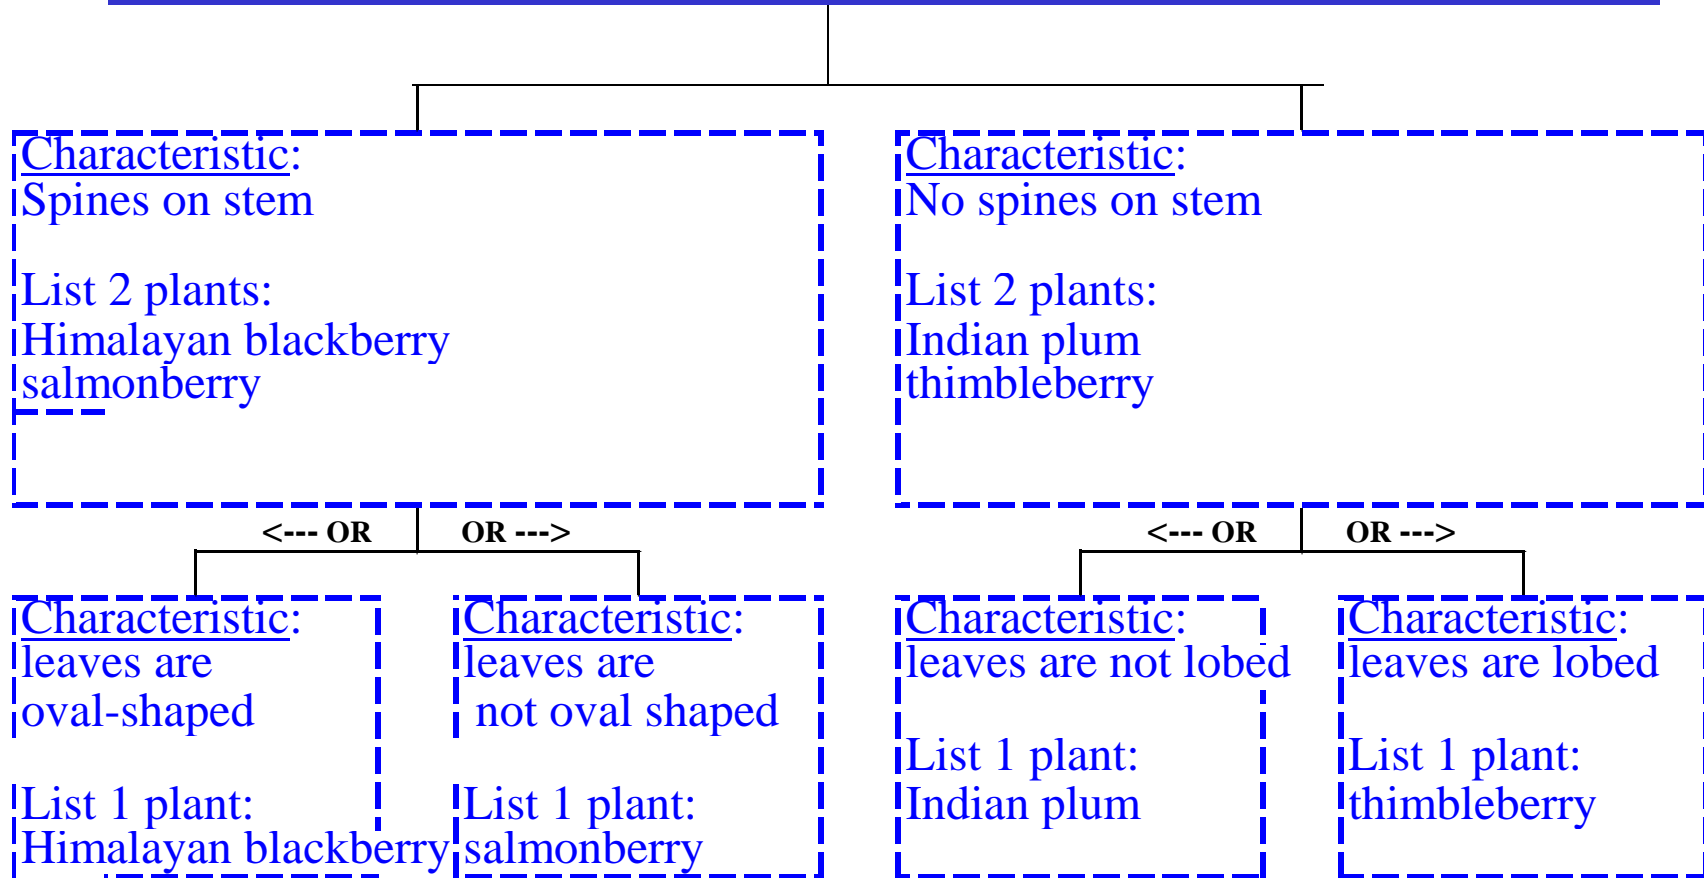 Characteristic:
Spines on stem
List 2 plants:
Himalayan blackberry
salmonberry
Characteristic:
No spines on stem
List 2 plants:
Indian plum
thimbleberry
<--- OR
OR --->
<--- OR
OR --->
Characteristic:
leaves are
oval-shaped
List 1 plant:
Himalayan blackberry
Characteristic:
leaves are
not oval shaped
List 1 plant:
salmonberry
Characteristic:
leaves are not lobed
List 1 plant:
Indian plum
Characteristic:
leaves are lobed
List 1 plant:
thimbleberry